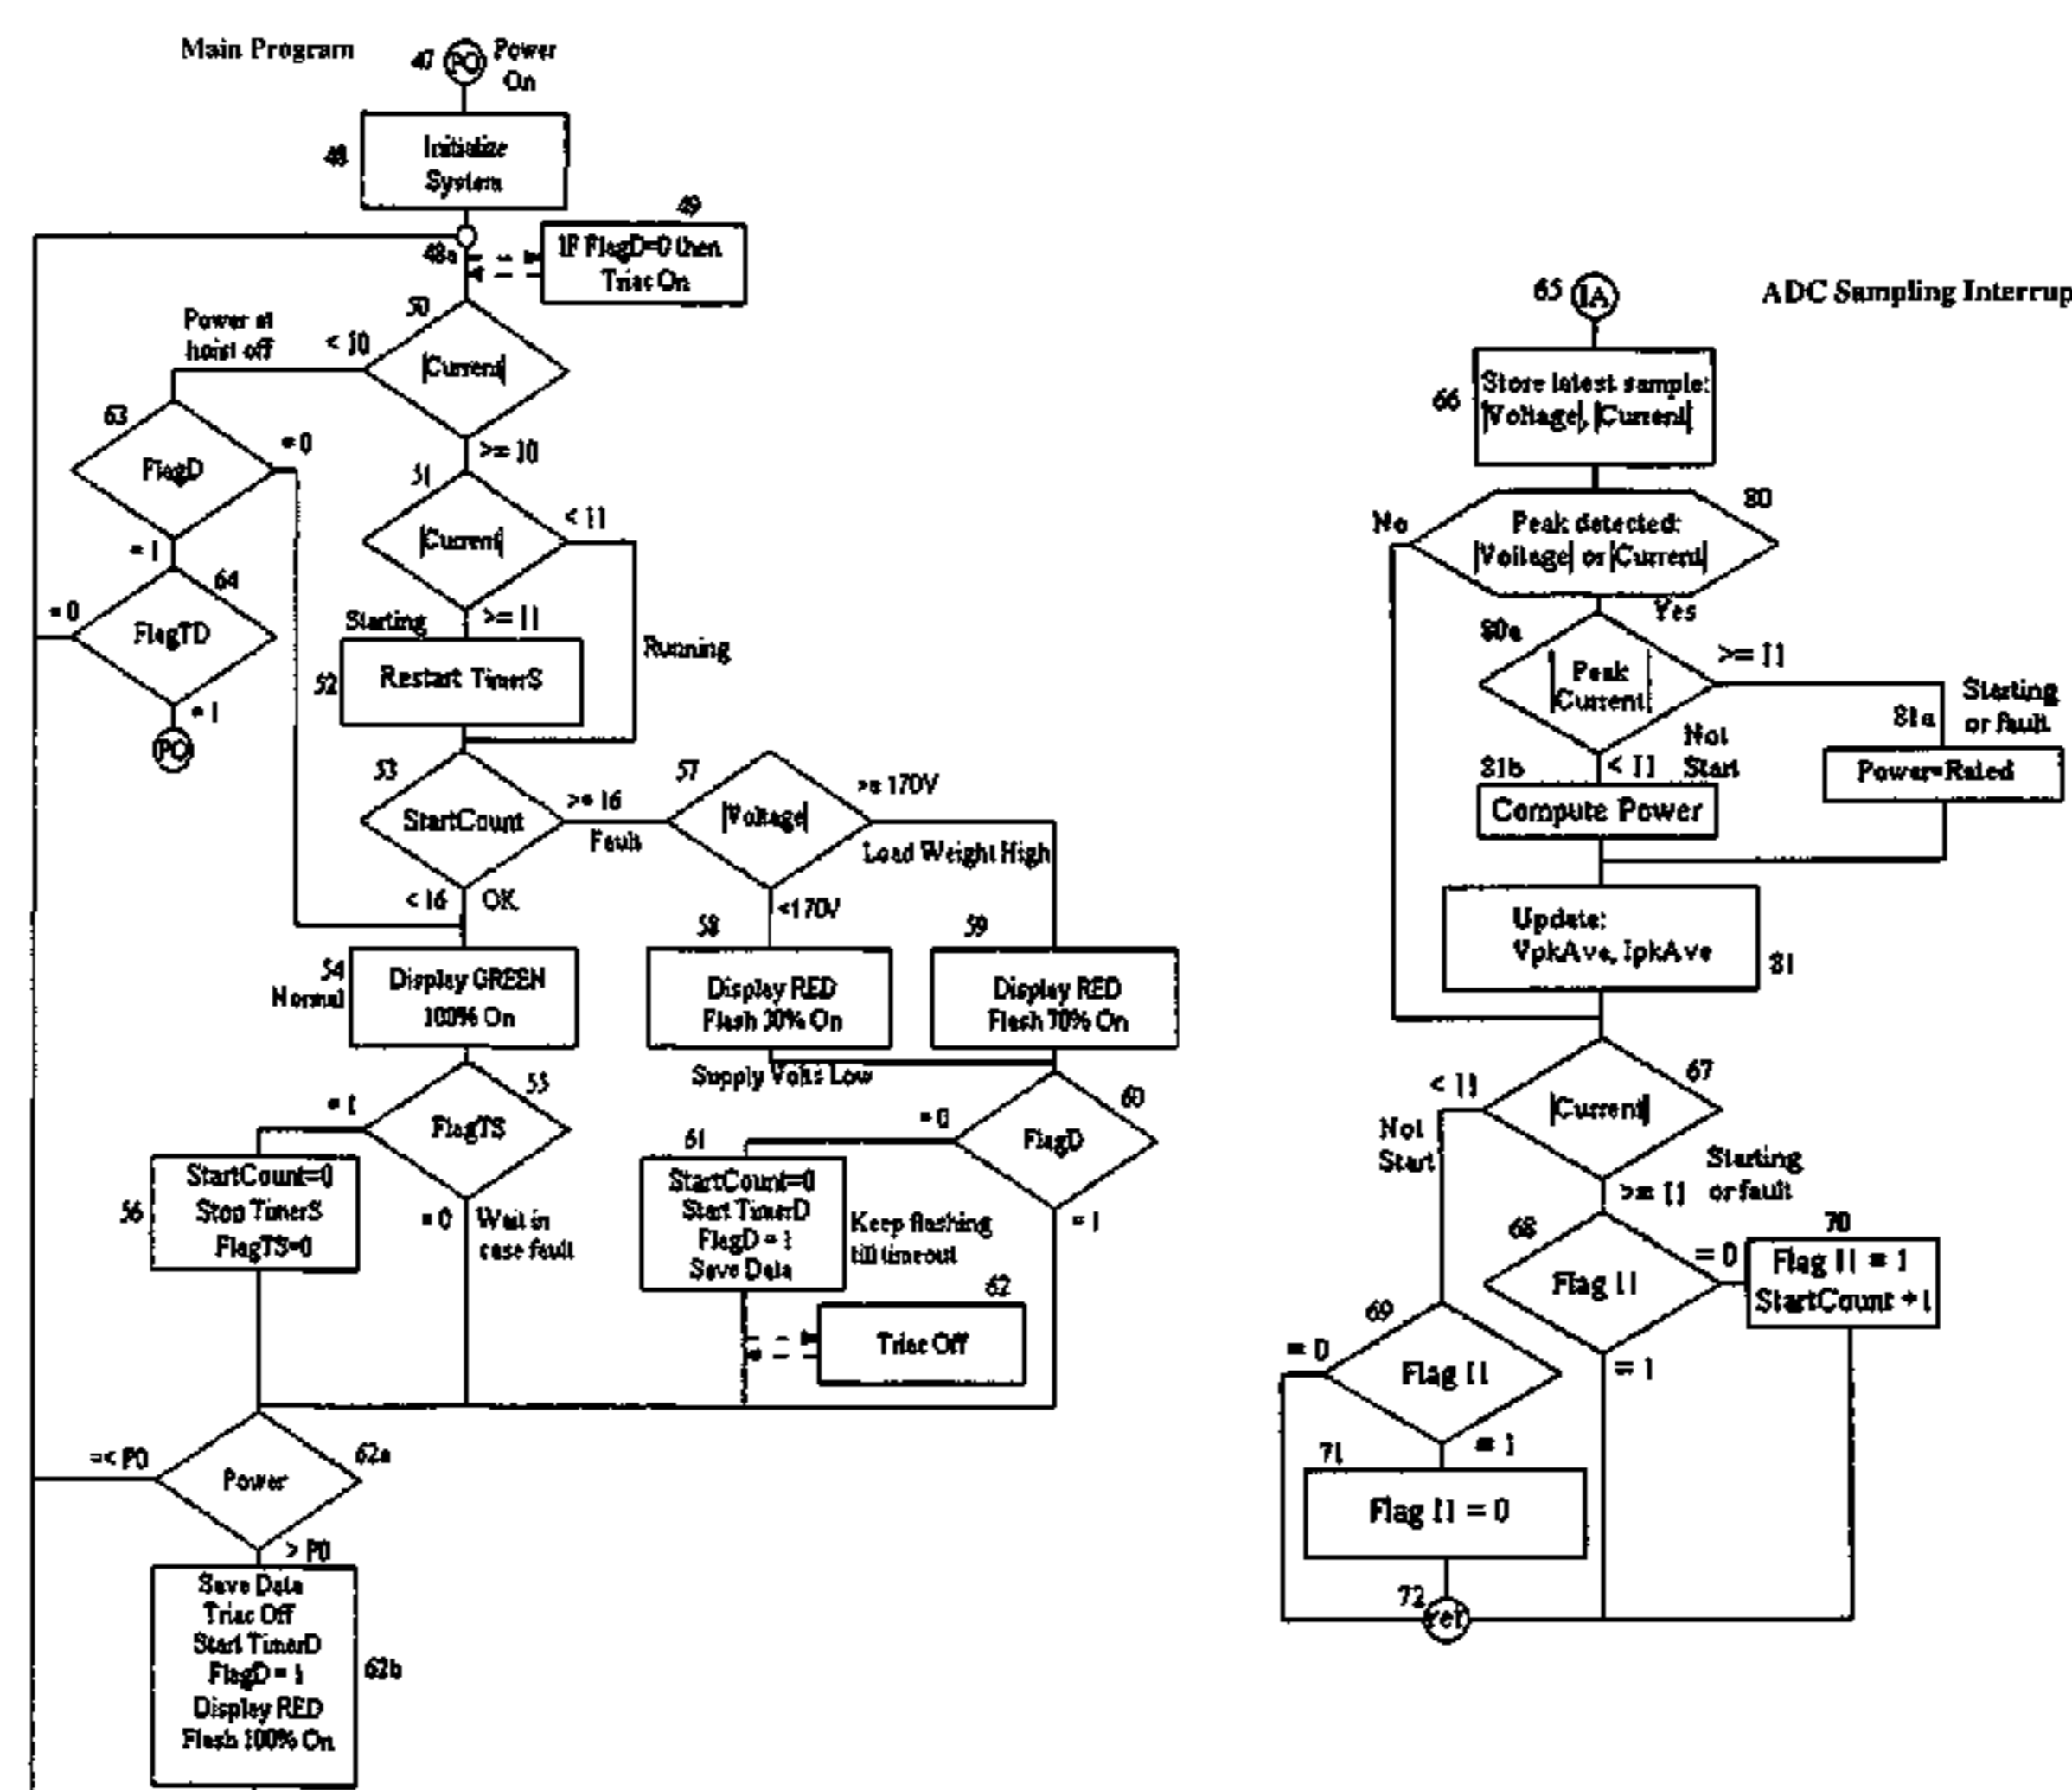 Main Program
47 PO Power
On
48
Initialize
System
49
48a
IF FlagD=0 then
Triac On
50
Power at
hoist off
< I0
|Current|
63
= 0
>= I0
FlagD
51
< I1
|Current|
= 1
64
= 0
FlagTD
Starting
>= I1
Running
52
Restart TimerS
= 1
PO
53
StartCount
>= 16
Fault
57
|Voltage|
>= 170V
Load Weight High
< 16
OK
<170V
54
Normal
Display GREEN
100% On
58
Display RED
Flash 30% On
59
Display RED
Flash 70% On
Supply Volts Low
55
= 1
FlagTS
60
= 0
FlagD
56
StartCount=0
Stop TimerS
FlagTS=0
= 0
Wait in
case fault
61
StartCount=0
Start TimerD
FlagD = 1
Save Data
Keep flashing
till timeout
= 1
62
Triac Off
=< P0
62a
Power
> P0
Save Data
Triac Off
Start TimerD
FlagD = 1
Display RED
Flash 100% On
62b
65 IA
ADC Sampling Interrup
66
Store latest sample:
|Voltage|, |Current|
80
No
Peak detected:
|Voltage| or |Current|
Yes
80a
Peak
Current
>= I1
Starting
or fault
81a
Power=Rated
Not
Start
< I1
81b
Compute Power
Update:
VpkAve, IpkAve
81
67
< I1
|Current|
Not
Start
Starting
or fault
>= I1
68
Flag I1
= 0
70
Flag I1 = 1
StartCount +1
69
= 0
Flag I1
= 1
= 1
71
Flag I1 = 0
72
ret